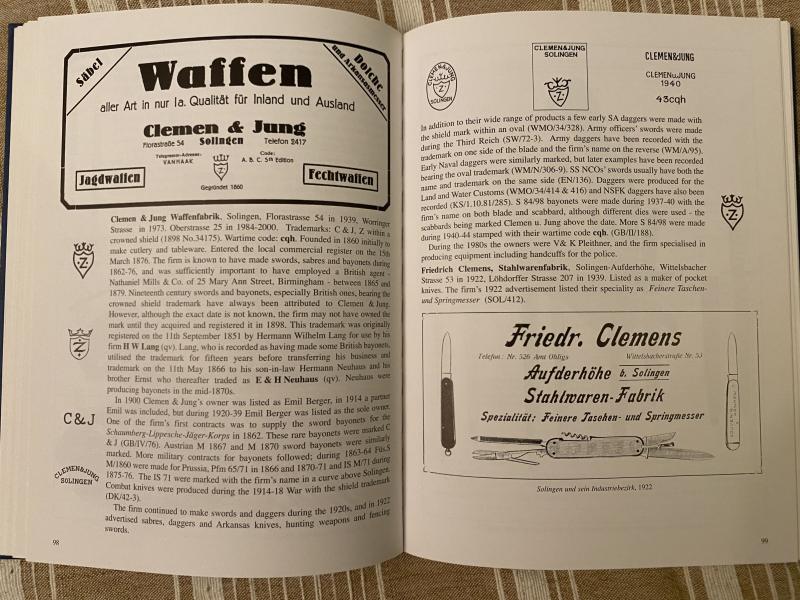 Säbel
Waffen
Dolche
und Arkansasmesser
aller Art in nur Ia. Qualität für Inland und Ausland
Clemen & Jung
Florastraße 54 Solingen Telefon 2417
Telegramm-Adresse:
VANHAAK
Code:
A. B. C. 5th Edition
Jagdwaffen
Gegründet 1860
Fechtwaffen
Clemen & Jung Waffenfabrik, Solingen, Florastrasse 54 in 1939, Worringer
Strasse in 1973. Oberstrasse 25 in 1984-2000. Trademarks: C & J, Z within a
crowned shield (1898 No.34175). Wartime code: cqh. Founded in 1860 initially to
make cutlery and tableware. Entered the local commercial register on the 15th
March 1876. The firm is known to have made swords, sabres and bayonets during
1862-76, and was sufficiently important to have employed a British agent -
Nathaniel Mills & Co. of 25 Mary Ann Street, Birmingham - between 1865 and
1879. Nineteenth century swords and bayonets, especially British ones, bearing the
crowned shield trademark have always been attributed to Clemen & Jung.
However, although the exact date is not known, the firm may not have owned the
mark until they acquired and registered it in 1898. This trademark was originally
registered on the 11th September 1851 by Hermann Wilhelm Lang for use by his
firm H W Lang (qv). Lang, who is recorded as having made some British bayonets,
utilised the trademark for fifteen years before transferring his business and
trademark on the 11th May 1866 to his son-in-law Hermann Neuhaus and his
brother Ernst who thereafter traded as E & H Neuhaus (qv). Neuhaus were
producing bayonets in the mid-1870s.
In 1900 Clemen & Jung's owner was listed as Emil Berger, in 1914 a partner
Emil was included, but during 1920-39 Emil Berger was listed as the sole owner.
One of the firm's first contracts was to supply the sword bayonets for the
Schaumberg-Lippesche-Jäger-Korps in 1862. These rare bayonets were marked C
& J (GB/IV/76). Austrian M 1867 and M 1870 sword bayonets were similarly
marked. More military contracts for bayonets followed; during 1863-64 Füs.S
M/1860 were made for Prussia, Pfm 65/71 in 1866 and 1870-71 and IS M/71 during
1875-76. The IS 71 were marked with the firm's name in a curve above Solingen.
Combat knives were produced during the 1914-18 War with the shield trademark
(DK/42-3).
The firm continued to make swords and daggers during the 1920s, and in 1922
advertised sabres, daggers and Arkansas knives, hunting weapons and fencing
swords.
Z
Z
C & J
CLEMEN&JUNG
SOLINGEN
98
CLEMEN&JUNG
Z
SOLINGEN
CLEMEN&JUNG
SOLINGEN
Z
CLEMEN&JUNG
CLEMEN u JUNG
1940
43cqh
In addition to their wide range of products a few early SA daggers were made with
the shield mark within an oval (WMO/34/328). Army officers' swords were made
during the Third Reich (SW/72-3). Army daggers have been recorded with the
trademark on one side of the blade and the firm's name on the reverse (WM/A/95).
Early Naval daggers were similarly marked, but later examples have been recorded
bearing the oval trademark (WM/N/306-9). SS NCOs' swords usually have both the
name and trademark on the same side (EN/136). Daggers were produced for the
Land and Water Customs (WMO/34/414 & 416) and NSFK daggers have also been
recorded (KS/1.10.81/285). S 84/98 bayonets were made during 1937-40 with the
firm's name on both blade and scabbard, although different dies were used - the
scabbards being marked Clemen u. Jung above the date. More S 84/98 were made
during 1940-44 stamped with their wartime code cqh. (GB/II/188).
During the 1980s the owners were V & K Pleithner, and the firm specialised in
producing equipment including handcuffs for the police.
Z
Friedrich Clemens, Stahlwarenfabrik, Solingen-Aufderhöhe, Wittelsbacher
Strasse 53 in 1922, Löhdorffer Strasse 207 in 1939. Listed as a maker of pocket
knives. The firm's 1922 advertisement listed their speciality as Feinere Taschen-
und Springmesser (SOL/412).
Friedr. Clemens
Telefon: Nr. 526 Amt Ohligs Wittelsbacherstraße Nr. 53
Aufderhöhe b. Solingen
Stahlwaren-Fabrik
Spezialität: Feinere Taschen- und Springmesser
Solingen und sein Industriebezirk, 1922
99